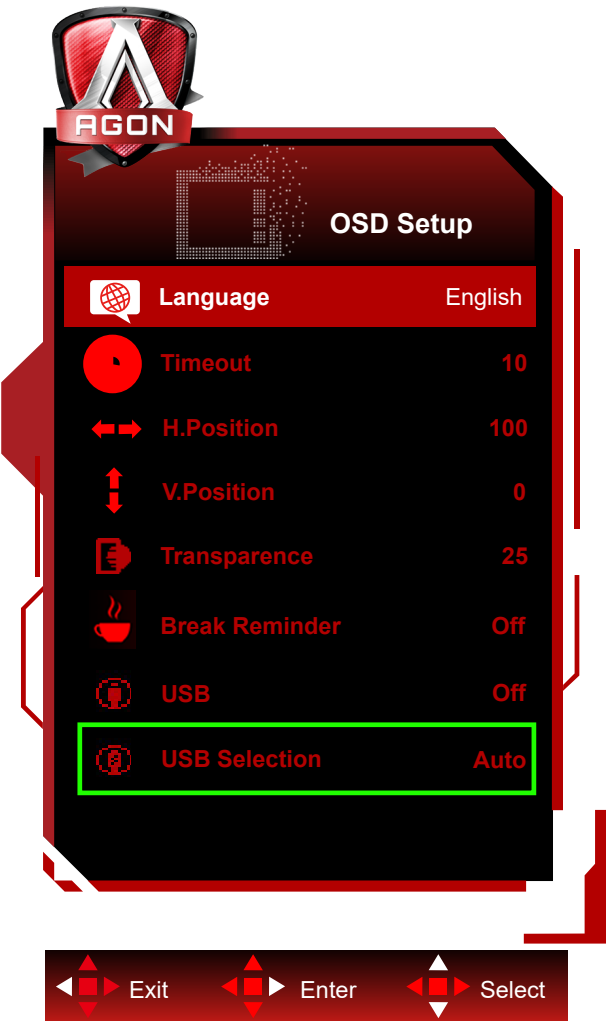 AGON
OSD Setup
Language English
Timeout 10
H.Position 100
V.Position 0
Transparence 25
Break Reminder Off
USB Off
USB Selection Auto
Exit Enter Select